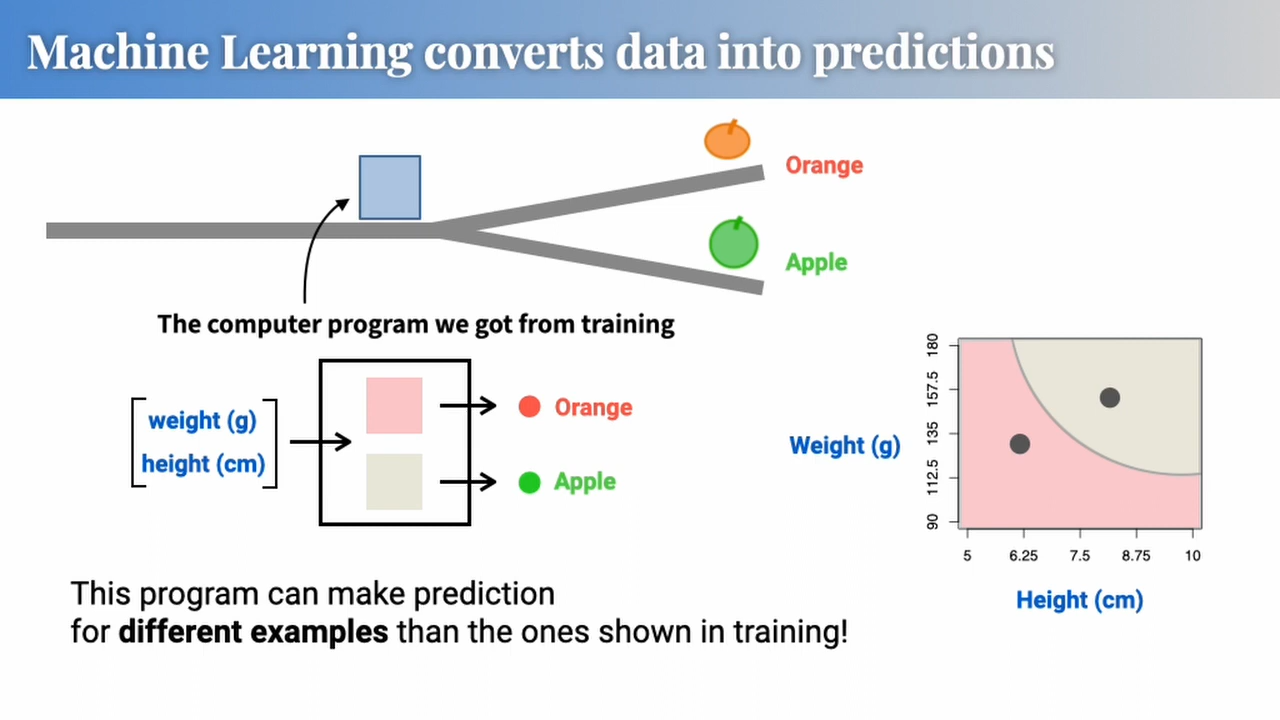 Machine Learning converts data into predictions
Orange
Apple
The computer program we got from training
weight (g)
height (cm)
Orange
Apple
Weight (g)
180
157.5
135
112.5
90
5 6.25 7.5 8.75 10
Height (cm)
This program can make prediction
for different examples than the ones shown in training!